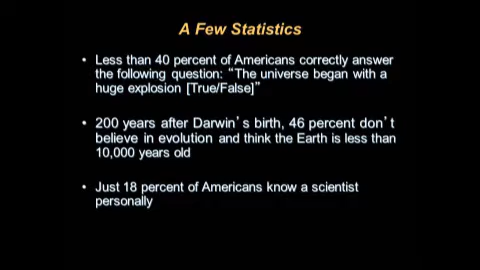 A Few Statistics
• Less than 40 percent of Americans correctly answer
the following question: “The universe began with a
huge explosion [True/False]”
• 200 years after Darwin’s birth, 46 percent don’t
believe in evolution and think the Earth is less than
10,000 years old
• Just 18 percent of Americans know a scientist
personally